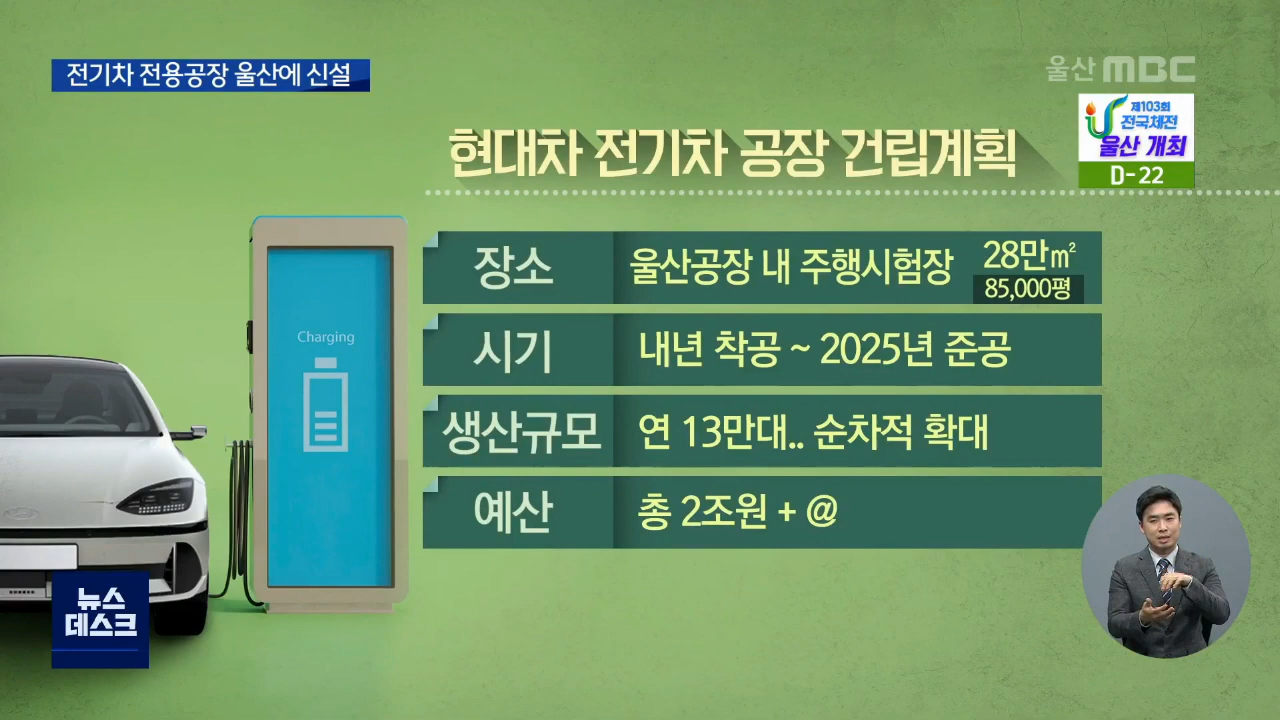 전기차 전용공장 울산에 신설
울산 MBC
제103회
전국체전
울산 개최
D-22
현대차 전기차 공장 건립계획
장소 울산공장 내 주행시험장 28만㎡
85,000평
시기 내년 착공 ~ 2025년 준공
생산규모 연 13만대.. 순차적 확대
예산 총 2조원 + @
Charging
뉴스
데스크